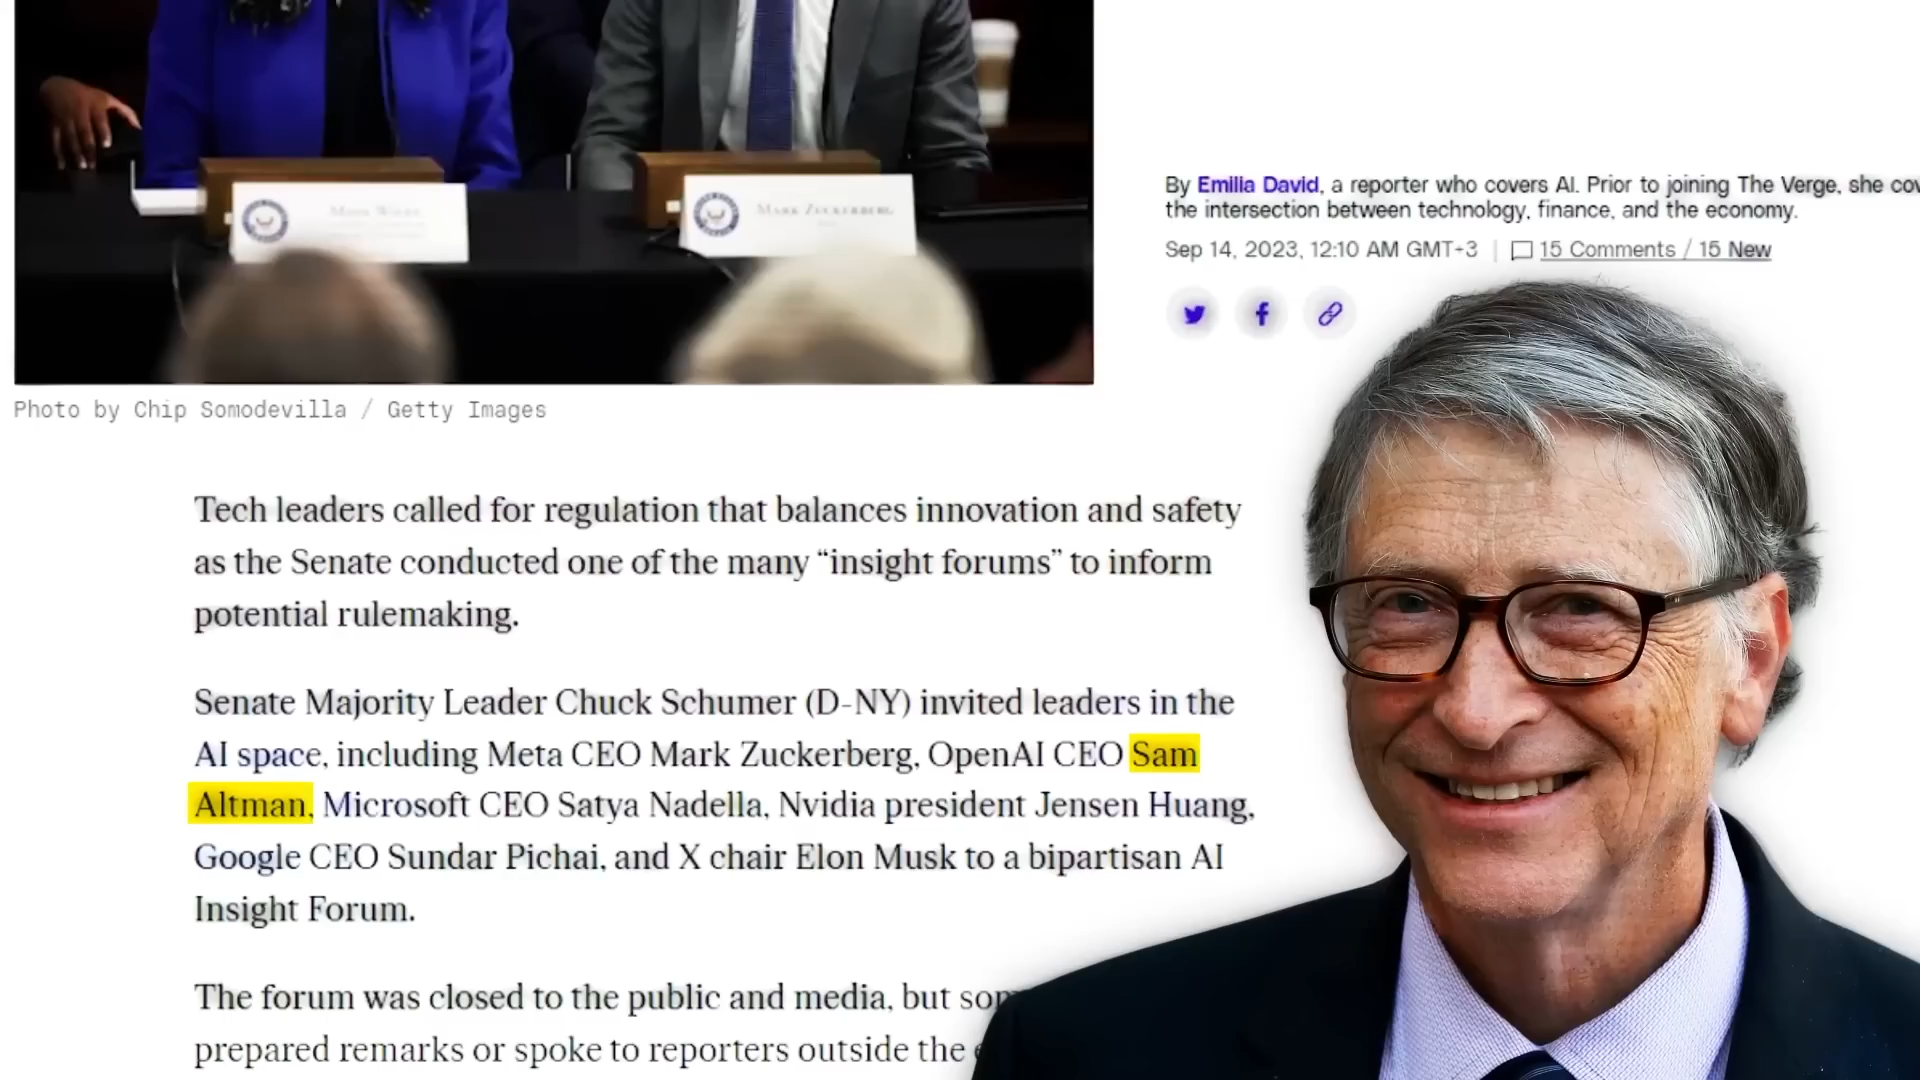 MARK ZUCKERBERG
By Emilia David, a reporter who covers AI. Prior to joining The Verge, she cov
the intersection between technology, finance, and the economy.
Sep 14, 2023, 12:10 AM GMT+3 | 15 Comments / 15 New
Photo by Chip Somodevilla / Getty Images
Tech leaders called for regulation that balances innovation and safety
as the Senate conducted one of the many “insight forums” to inform
potential rulemaking.
Senate Majority Leader Chuck Schumer (D-NY) invited leaders in the
AI space, including Meta CEO Mark Zuckerberg, OpenAI CEO Sam
Altman, Microsoft CEO Satya Nadella, Nvidia president Jensen Huang,
Google CEO Sundar Pichai, and X chair Elon Musk to a bipartisan AI
Insight Forum.
The forum was closed to the public and media, but som
prepared remarks or spoke to reporters outside the